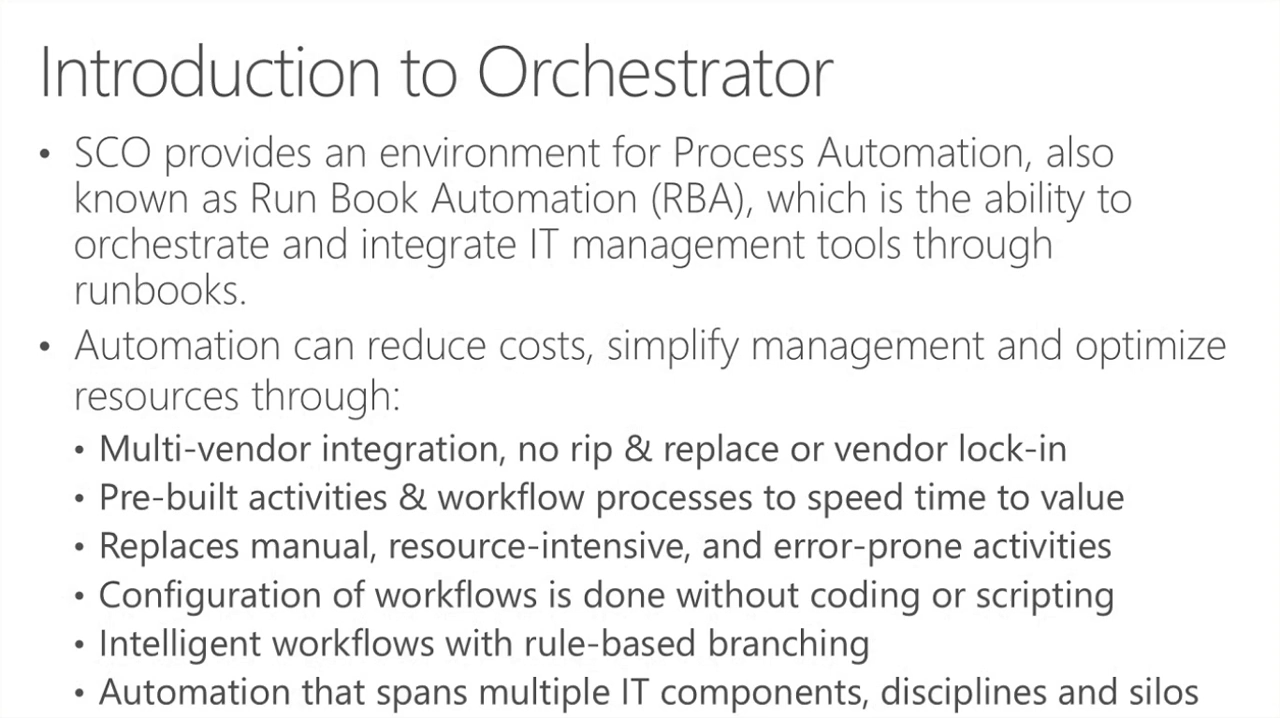 Introduction to Orchestrator
• SCO provides an environment for Process Automation, also
known as Run Book Automation (RBA), which is the ability to
orchestrate and integrate IT management tools through
runbooks.
• Automation can reduce costs, simplify management and optimize
resources through:
• Multi-vendor integration, no rip & replace or vendor lock-in
• Pre-built activities & workflow processes to speed time to value
• Replaces manual, resource-intensive, and error-prone activities
• Configuration of workflows is done without coding or scripting
• Intelligent workflows with rule-based branching
• Automation that spans multiple IT components, disciplines and silos